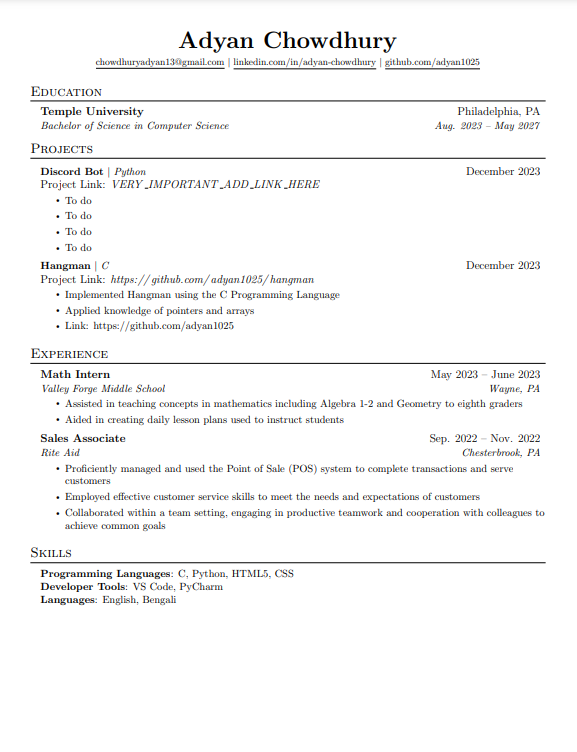 Adyan Chowdhury
chowdhuryadyan13@gmail.com | linkedin.com/in/adyan-chowdhury | github.com/adyan1025
Education
Temple University Philadelphia, PA
Bachelor of Science in Computer Science Aug. 2023 – May 2027
Projects
Discord Bot | Python December 2023
Project Link: VERY_IMPORTANT_ADD_LINK_HERE
• To do
• To do
• To do
• To do
Hangman | C December 2023
Project Link: https://github.com/adyan1025/hangman
• Implemented Hangman using the C Programming Language
• Applied knowledge of pointers and arrays
• Link: https://github.com/adyan1025
Experience
Math Intern May 2023 – June 2023
Valley Forge Middle School Wayne, PA
• Assisted in teaching concepts in mathematics including Algebra 1-2 and Geometry to eighth graders
• Aided in creating daily lesson plans used to instruct students
Sales Associate Sep. 2022 – Nov. 2022
Rite Aid Chesterbrook, PA
• Proficiently managed and used the Point of Sale (POS) system to complete transactions and serve
customers
• Employed effective customer service skills to meet the needs and expectations of customers
• Collaborated within a team setting, engaging in productive teamwork and cooperation with colleagues to
achieve common goals
Skills
Programming Languages: C, Python, HTML5, CSS
Developer Tools: VS Code, PyCharm
Languages: English, Bengali